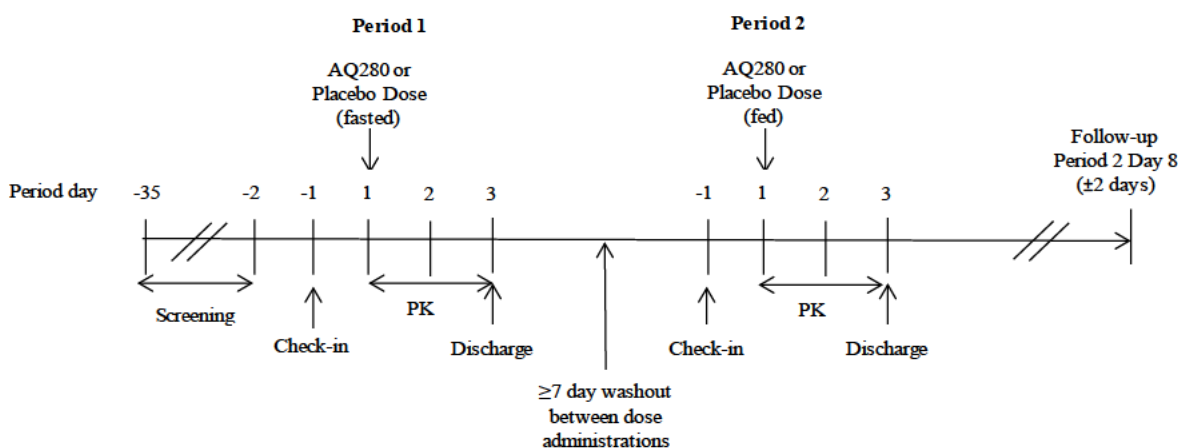 Period 1
Period 2
AQ280 or
Placebo Dose
(fasted)
AQ280 or
Placebo Dose
(fed)
Follow-up
Period 2 Day 8
(±2 days)
Period day
-35
-2
-1
1
2
3
-1
1
2
3
Screening
Check-in
PK
Discharge
≥7 day washout
between dose
administrations
Check-in
PK
Discharge